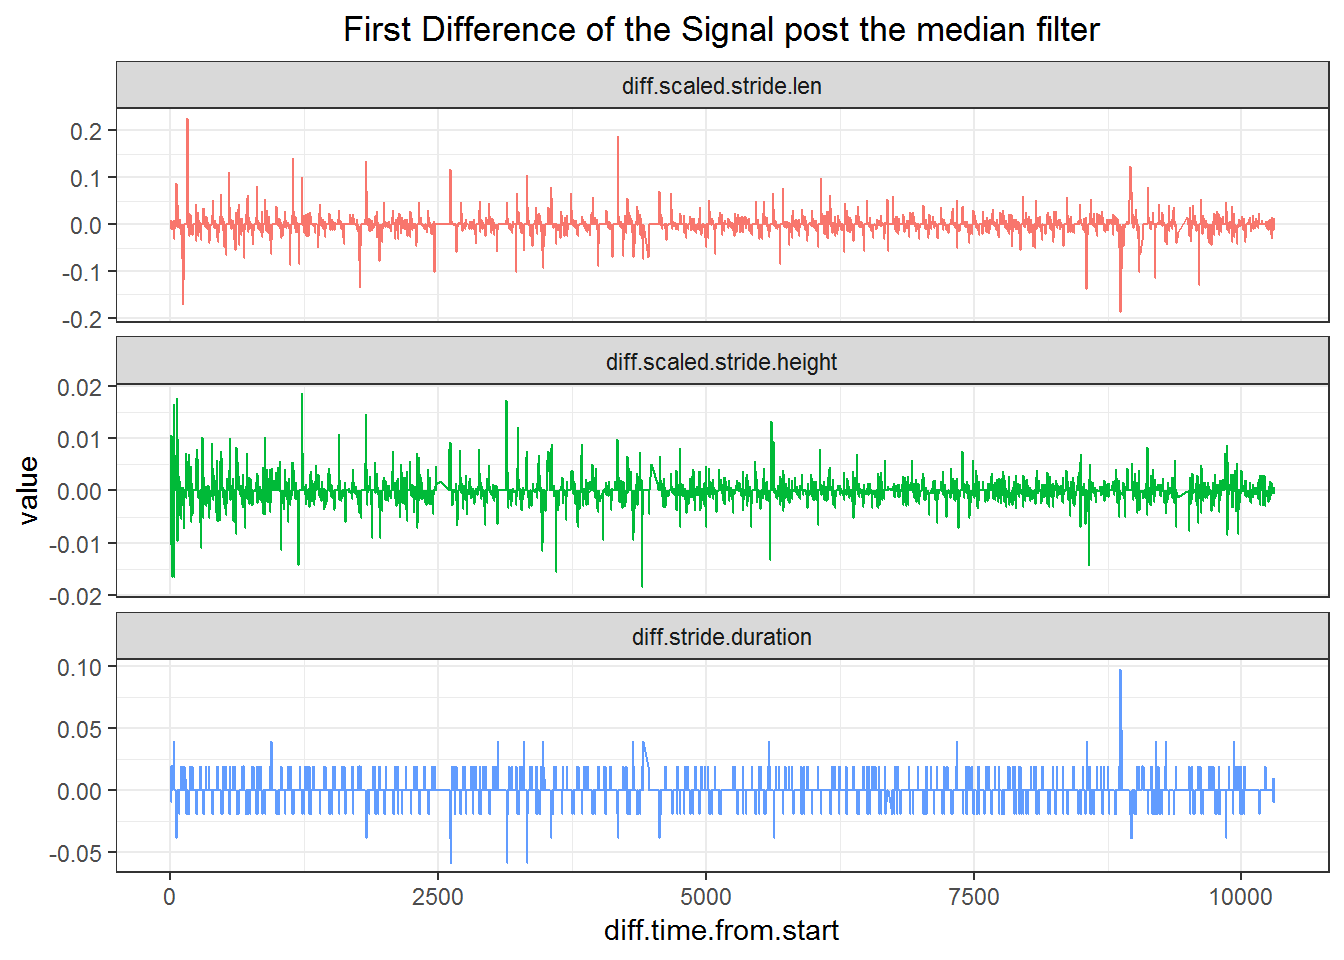 First Difference of the Signal post the median filter
diff.scaled.stride.len
0.2
0.1
0.0
-0.1
-0.2
diff.scaled.stride.height
0.02
0.01
0.00
-0.01
-0.02
value
diff.stride.duration
0.10
0.05
0.00
-0.05
0 2500 5000 7500 10000
diff.time.from.start